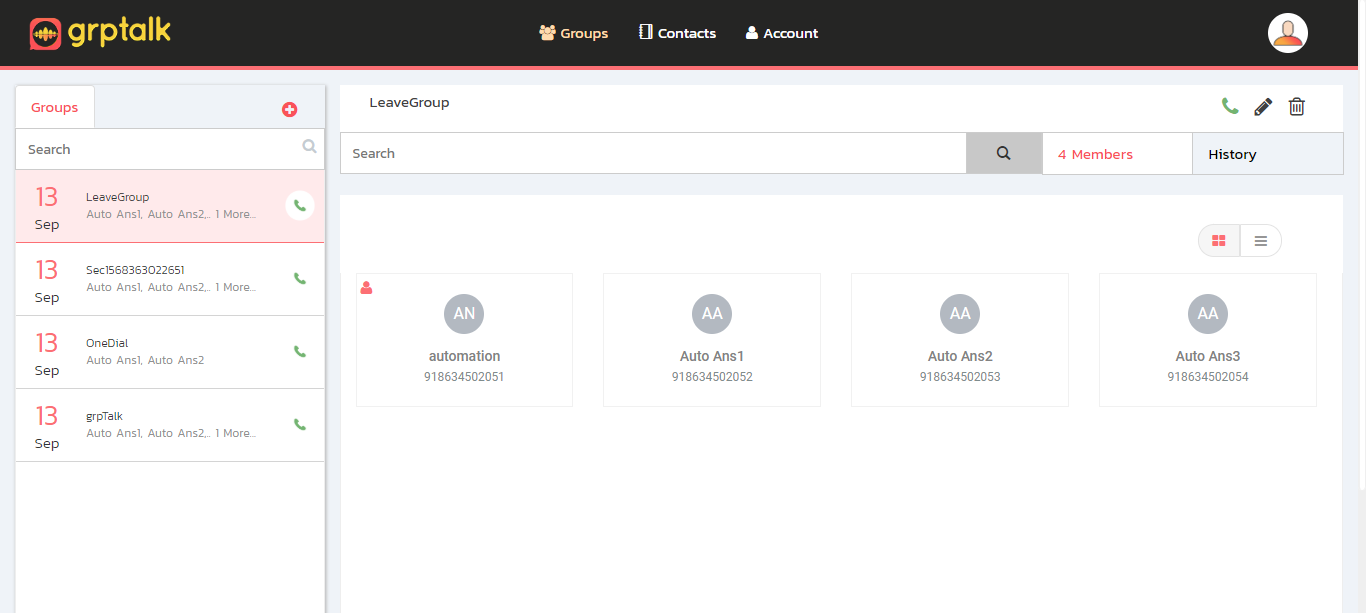 grptalk
Groups Contacts Account
Groups
Search
13 Sep
LeaveGroup
Auto Ans1, Auto Ans2,.. 1 More...
13 Sep
Sec1568363022651
Auto Ans1, Auto Ans2,.. 1 More...
13 Sep
OneDial
Auto Ans1, Auto Ans2
13 Sep
grpTalk
Auto Ans1, Auto Ans2,.. 1 More...
LeaveGroup
Search
4 Members
History
AN
automation
918634502051
AA
Auto Ans1
918634502052
AA
Auto Ans2
918634502053
AA
Auto Ans3
918634502054